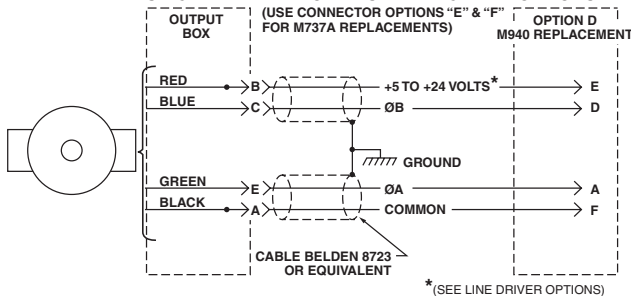 OUTPUT BOX
(USE CONNECTOR OPTIONS “E” & “F”
FOR M737A REPLACEMENTS)
OPTION D
M940 REPLACEMENT
RED B +5 TO +24 VOLTS* E
BLUE C ØB D
GROUND
GREEN E ØA A
BLACK A COMMON F
CABLE BELDEN 8723
OR EQUIVALENT
*(SEE LINE DRIVER OPTIONS)